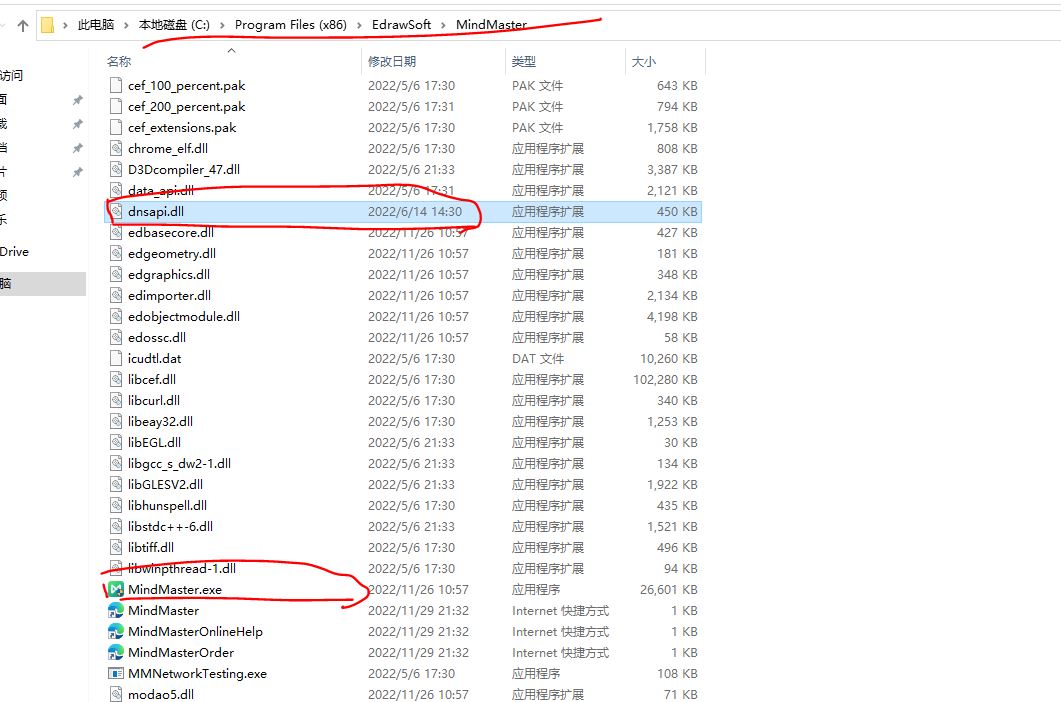 此电脑 › 本地磁盘 (C:) › Program Files (x86) › EdrawSoft › MindMaster
名称 修改日期 类型 大小
cef_100_percent.pak 2022/5/6 17:30 PAK 文件 643 KB
访问
cef_200_percent.pak 2022/5/6 17:31 PAK 文件 794 KB
面
cef_extensions.pak 2022/5/6 17:30 PAK 文件 1,758 KB
载
chrome_elf.dll 2022/5/6 17:30 应用程序扩展 808 KB
档
D3Dcompiler_47.dll 2022/5/6 21:33 应用程序扩展 3,387 KB
片
data_api.dll 2022/5/6 17:31 应用程序扩展 2,121 KB
频
dnsapi.dll 2022/6/14 14:30 应用程序扩展 450 KB
乐
edbasecore.dll 2022/11/26 10:57 应用程序扩展 427 KB
edgeometry.dll 2022/11/26 10:57 应用程序扩展 181 KB
Drive
edgraphics.dll 2022/11/26 10:57 应用程序扩展 348 KB
脑
edimporter.dll 2022/11/26 10:57 应用程序扩展 2,134 KB
edobjectmodule.dll 2022/11/26 10:57 应用程序扩展 4,198 KB
edossc.dll 2022/11/26 10:57 应用程序扩展 58 KB
icudtl.dat 2022/5/6 17:30 DAT 文件 10,260 KB
libcef.dll 2022/5/6 17:30 应用程序扩展 102,280 KB
libcurl.dll 2022/5/6 17:30 应用程序扩展 340 KB
libeay32.dll 2022/5/6 17:30 应用程序扩展 1,253 KB
libEGL.dll 2022/5/6 21:33 应用程序扩展 30 KB
libgcc_s_dw2-1.dll 2022/5/6 21:33 应用程序扩展 134 KB
libGLESV2.dll 2022/5/6 21:33 应用程序扩展 1,922 KB
libhunspell.dll 2022/5/6 17:30 应用程序扩展 435 KB
libstdc++-6.dll 2022/5/6 21:33 应用程序扩展 1,521 KB
libtiff.dll 2022/5/6 17:30 应用程序扩展 496 KB
libwinpthread-1.dll 2022/5/6 17:30 应用程序扩展 94 KB
MindMaster.exe 2022/11/26 10:57 应用程序 26,601 KB
MindMaster 2022/11/29 21:32 Internet 快捷方式 1 KB
MindMasterOnlineHelp 2022/11/29 21:32 Internet 快捷方式 1 KB
MindMasterOrder 2022/11/29 21:32 Internet 快捷方式 1 KB
MMNetworkTesting.exe 2022/5/6 17:30 应用程序 108 KB
modao5.dll 2022/11/26 10:57 应用程序扩展 71 KB